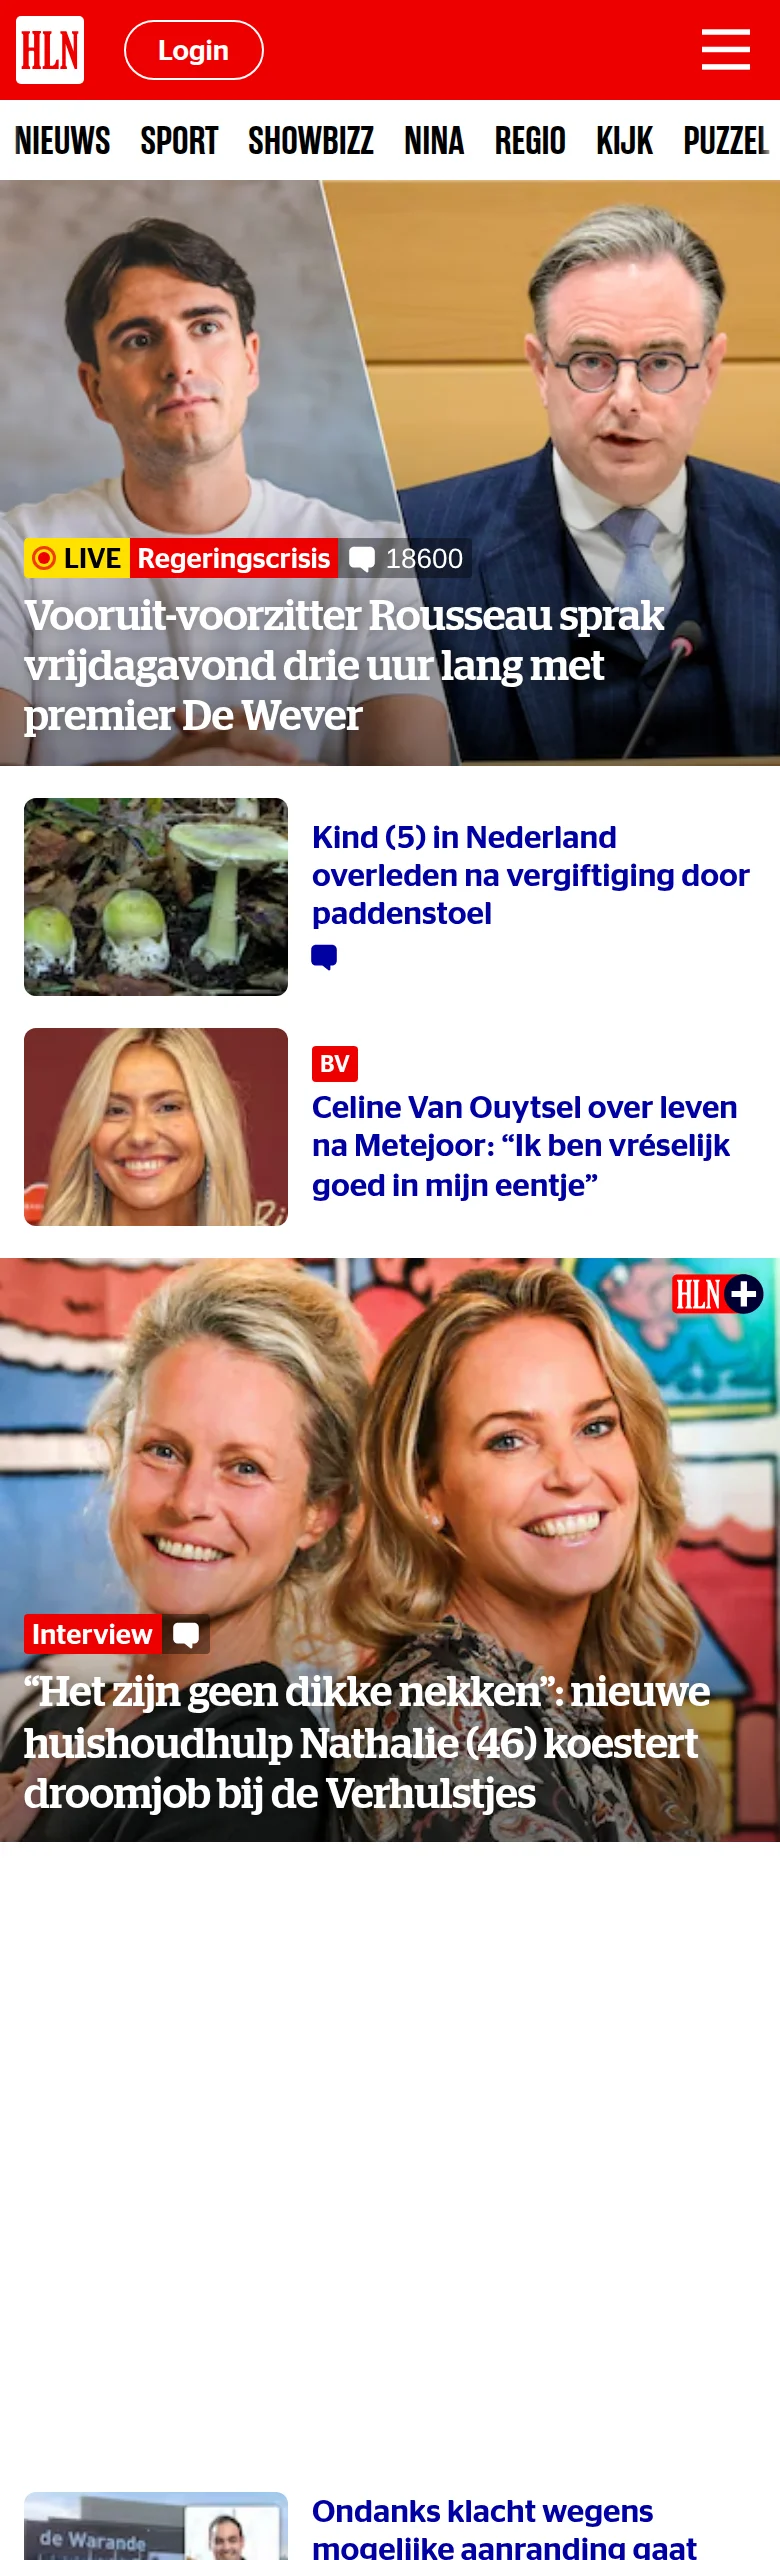 HLN
Login
NIEUWS SPORT SHOWBIZZ NINA REGIO KIJK PUZZEL
LIVE Regeringscrisis 18600
Vooruit-voorzitter Rousseau sprak
vrijdagavond drie uur lang met
premier De Wever
Kind (5) in Nederland
overleden na vergiftiging door
paddenstoel
BV
Celine Van Ouytsel over leven
na Metejoor: “Ik ben vréselijk
goed in mijn eentje”
HLN+
Interview
“Het zijn geen dikke nekken”: nieuwe
huishoudhulp Nathalie (46) koestert
droomjob bij de Verhulstjes
de Warande
Ondanks klacht wegens
mogelijke aanranding gaat